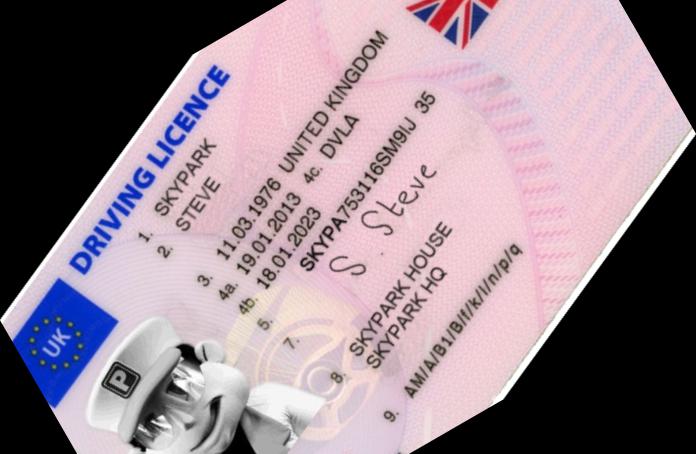 DRIVING LICENCE
1. SKYPARK
2. STEVE
3. 11.03.1976 UNITED KINGDOM
4a. 19.01.2013 4c. DVLA
4b. 18.01.2023
5. SKYPA753116SM9IJ 35
7. S. Steve
8. SKYPARK HOUSE
SKYPARK HQ
9. AM/A/B1/B/f/k/l/n/p/q
UK
P